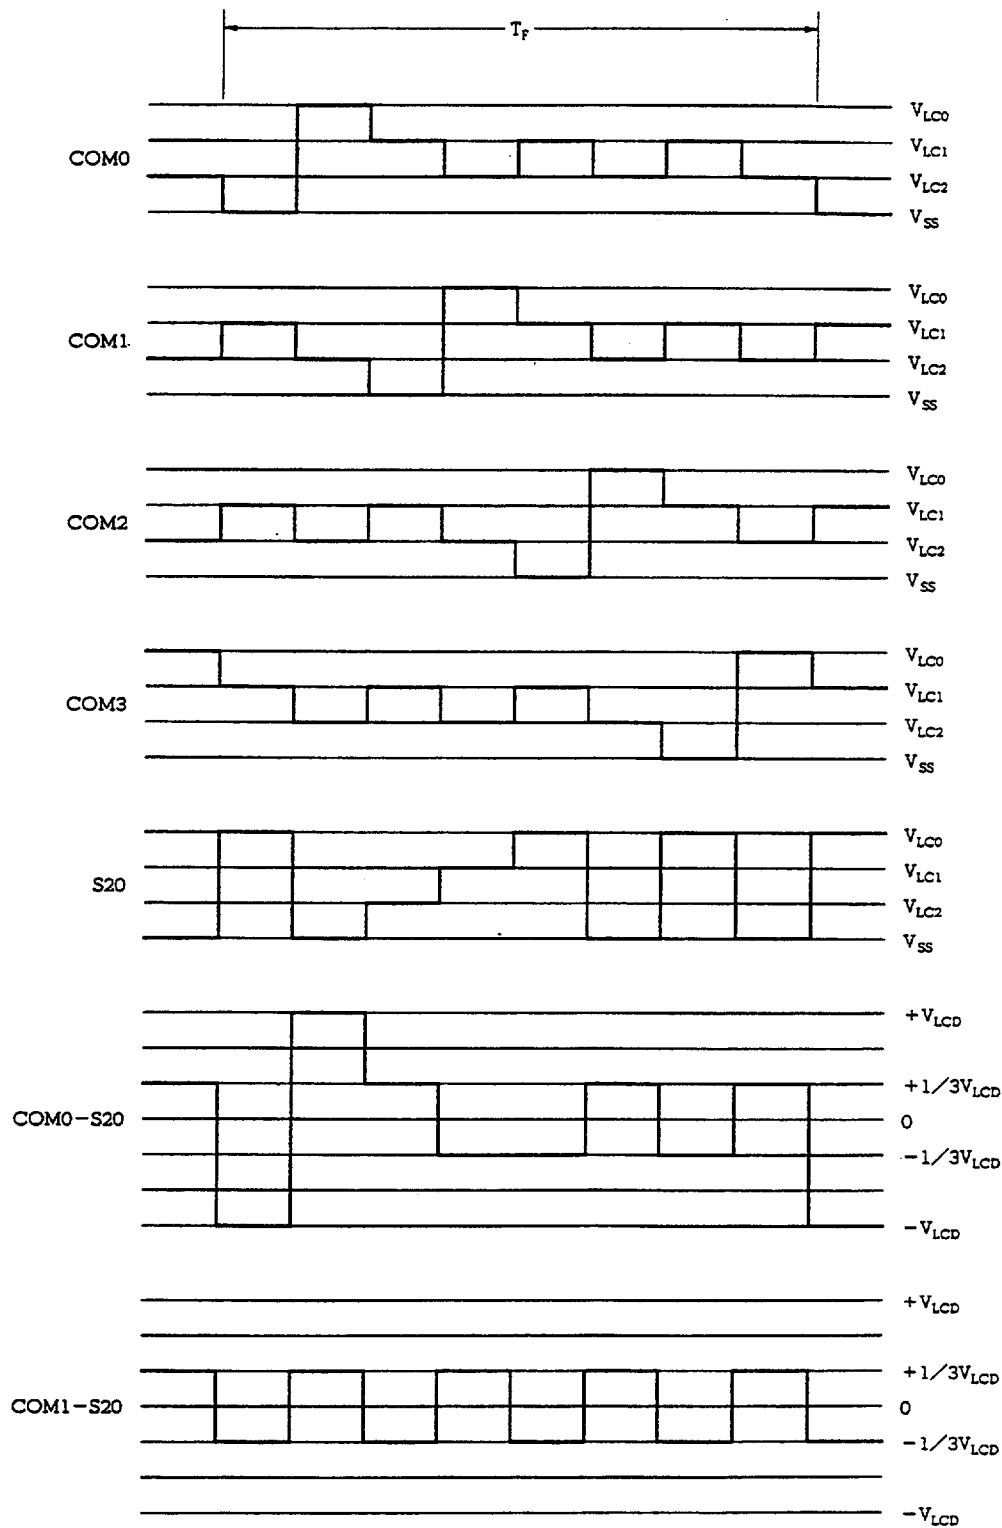 T_F
V_LC0
COM0
V_LC1
V_LC2
V_SS
V_LC0
COM1
V_LC1
V_LC2
V_SS
V_LC0
COM2
V_LC1
V_LC2
V_SS
V_LC0
COM3
V_LC1
V_LC2
V_SS
V_LC0
S20
V_LC1
V_LC2
V_SS
+V_LCD
+1/3V_LCD
COM0-S20
0
-1/3V_LCD
-V_LCD
+V_LCD
+1/3V_LCD
COM1-S20
0
-1/3V_LCD
-V_LCD